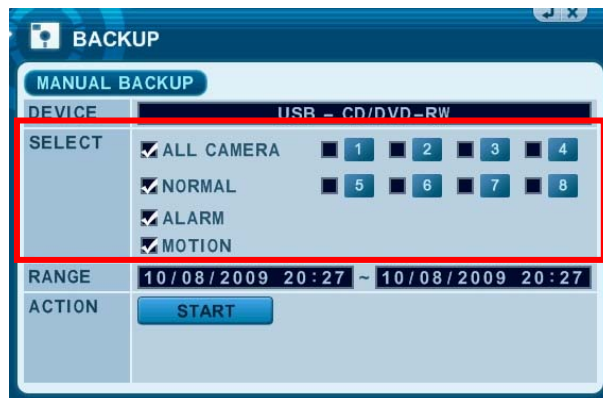 BACKUP
MANUAL BACKUP
DEVICE USB - CD/DVD-RW
SELECT ALL CAMERA 1 2 3 4
NORMAL 5 6 7 8
ALARM
MOTION
RANGE 10/08/2009 20:27 ~ 10/08/2009 20:27
ACTION START